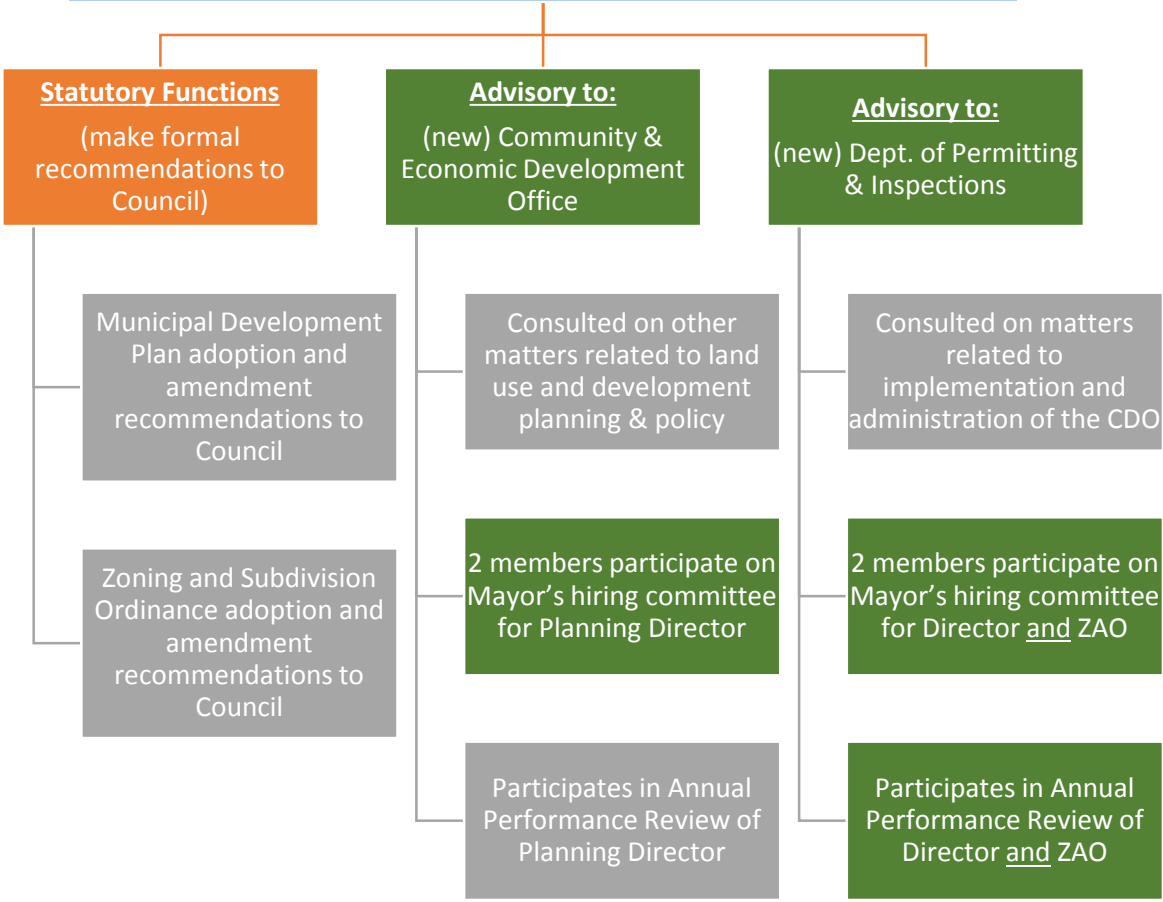 Statutory Functions
(make formal
recommendations to
Council)
Municipal Development
Plan adoption and
amendment
recommendations to
Council
Zoning and Subdivision
Ordinance adoption and
amendment
recommendations to
Council
Advisory to:
(new) Community &
Economic Development
Office
Consulted on other
matters related to land
use and development
planning & policy
2 members participate on
Mayor’s hiring committee
for Planning Director
Participates in Annual
Performance Review of
Planning Director
Advisory to:
(new) Dept. of Permitting
& Inspections
Consulted on matters
related to
implementation and
administration of the CDO
2 members participate on
Mayor’s hiring committee
for Director and ZAO
Participates in Annual
Performance Review of
Director and ZAO